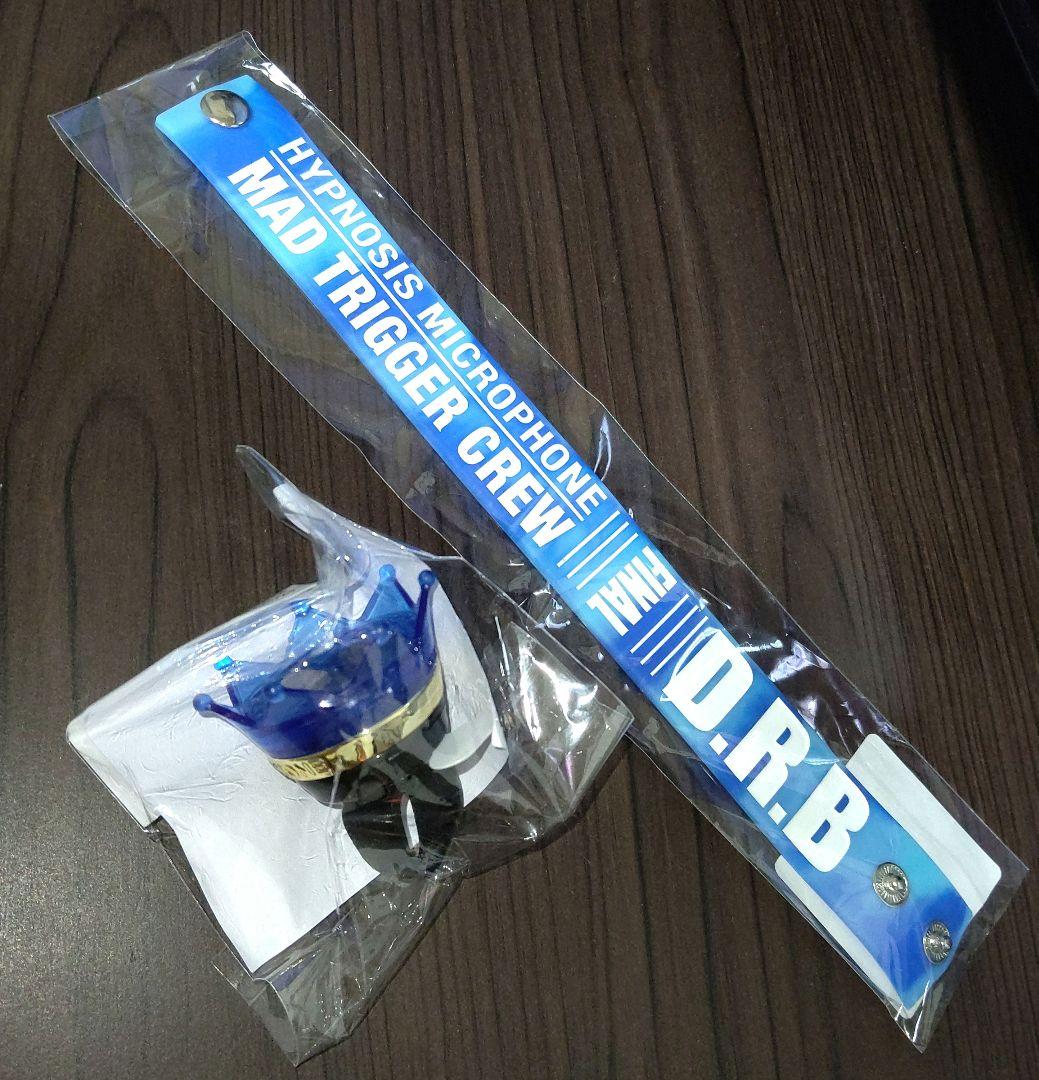 HYPNOSIS MICROPHONE
MAD TRIGGER CREW
FINAL
D.R.B